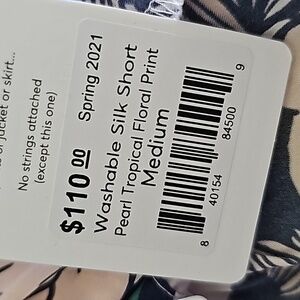 of jacket or skirt...
No strings attached
(except this one)
$110.00 Spring 2021
Washable Silk Short
Pearl Tropical Floral Print
Medium
8 40154 84500 9